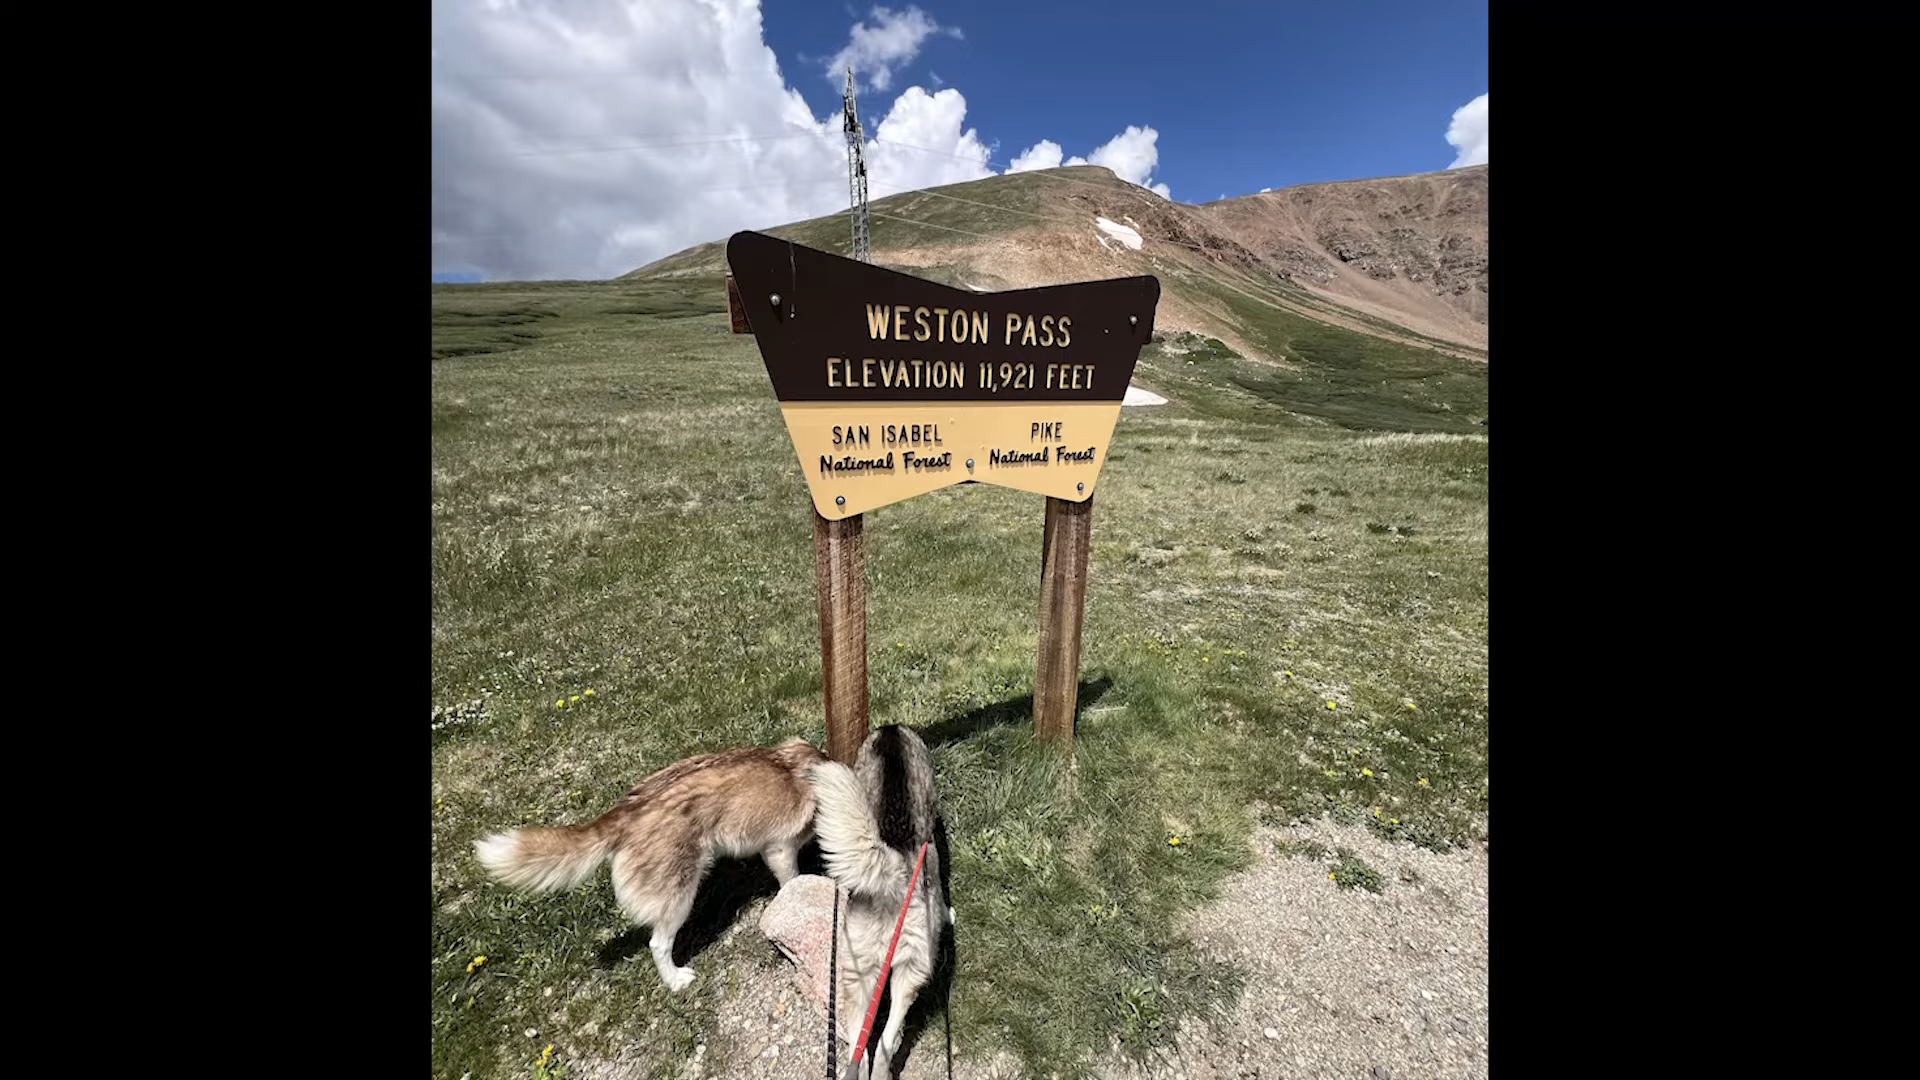 WESTON PASS
ELEVATION 11,921 FEET
SAN ISABEL
National Forest
PIKE
National Forest